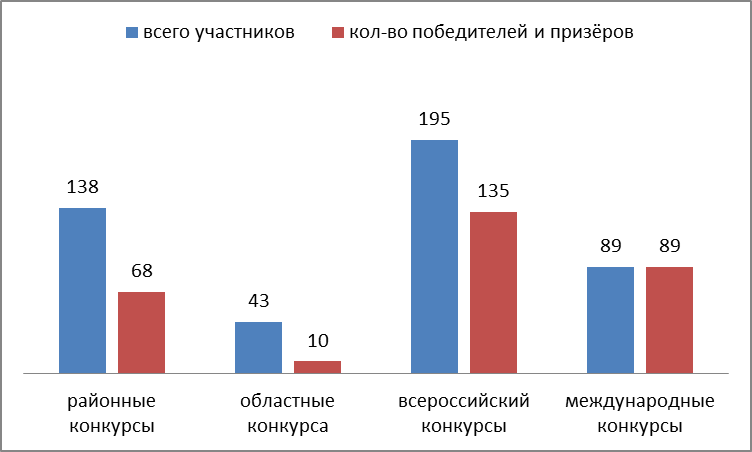 всего участников кол-во победителей и призёров
195
138
135
89 89
68
43
10
районные областные всероссийский международные
конкурсы конкурса конкурсы конкурсы